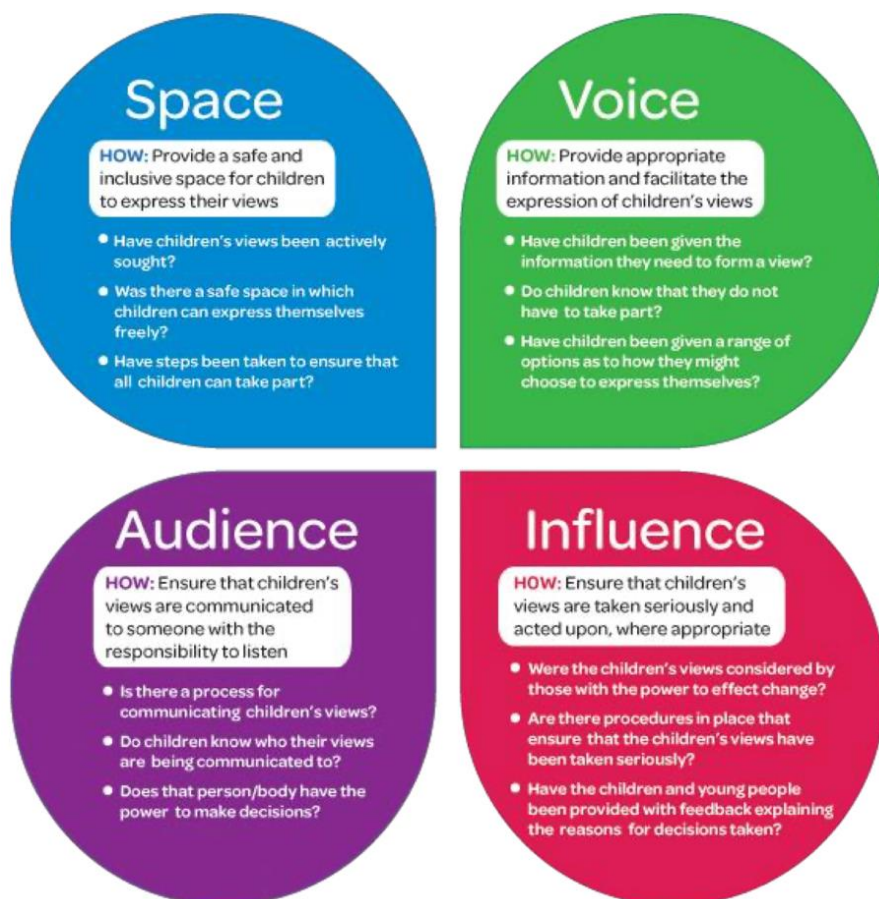 Space
HOW: Provide a safe and
inclusive space for children
to express their views
• Have children's views been actively
sought?
• Was there a safe space in which
children can express themselves
freely?
• Have steps been taken to ensure that
all children can take part?
Voice
HOW: Provide appropriate
information and facilitate the
expression of children's views
• Have children been given the
information they need to form a view?
• Do children know that they do not
have to take part?
• Have children been given a range of
options as to how they might
choose to express themselves?
Audience
HOW: Ensure that children's
views are communicated
to someone with the
responsibility to listen
• Is there a process for
communicating children's views?
• Do children know who their views
are being communicated to?
• Does that person/body have the
power to make decisions?
Influence
HOW: Ensure that children's
views are taken seriously and
acted upon, where appropriate
• Were the children's views considered by
those with the power to effect change?
• Are there procedures in place that
ensure that the children's views have
been taken seriously?
• Have the children and young people
been provided with feedback explaining
the reasons for decisions taken?